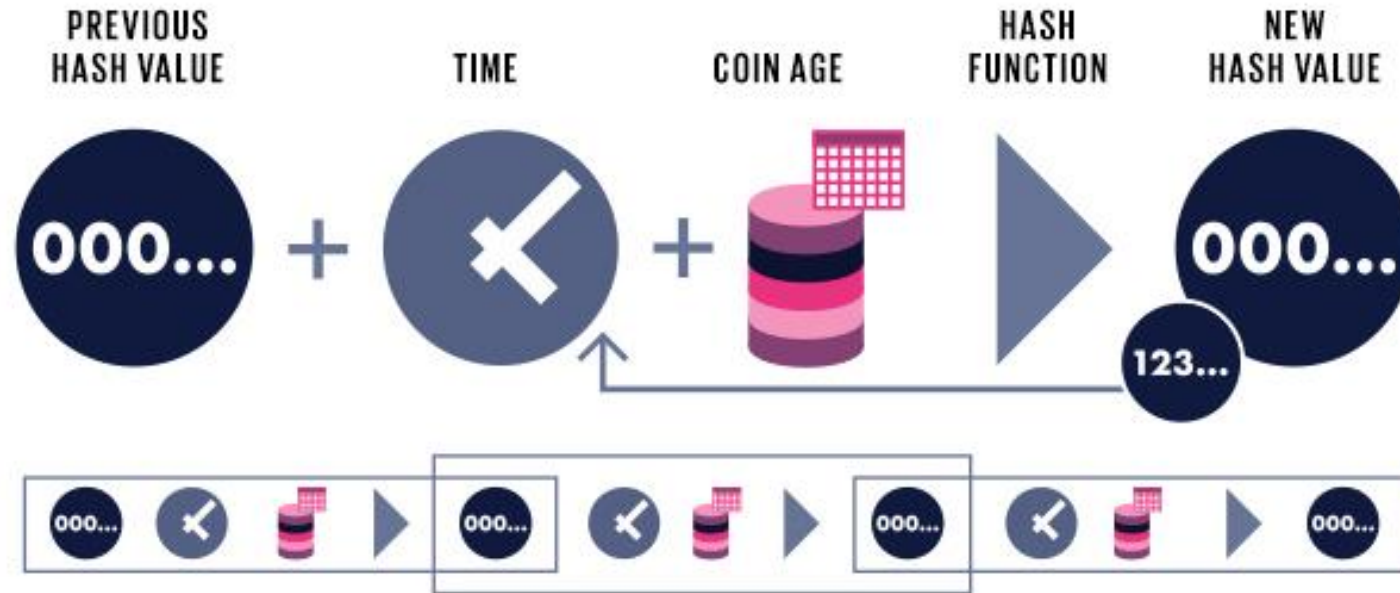 PREVIOUS
HASH VALUE
TIME
COIN AGE
HASH
FUNCTION
NEW
HASH VALUE
000...
000...
123...
000...
000...
000...
000...